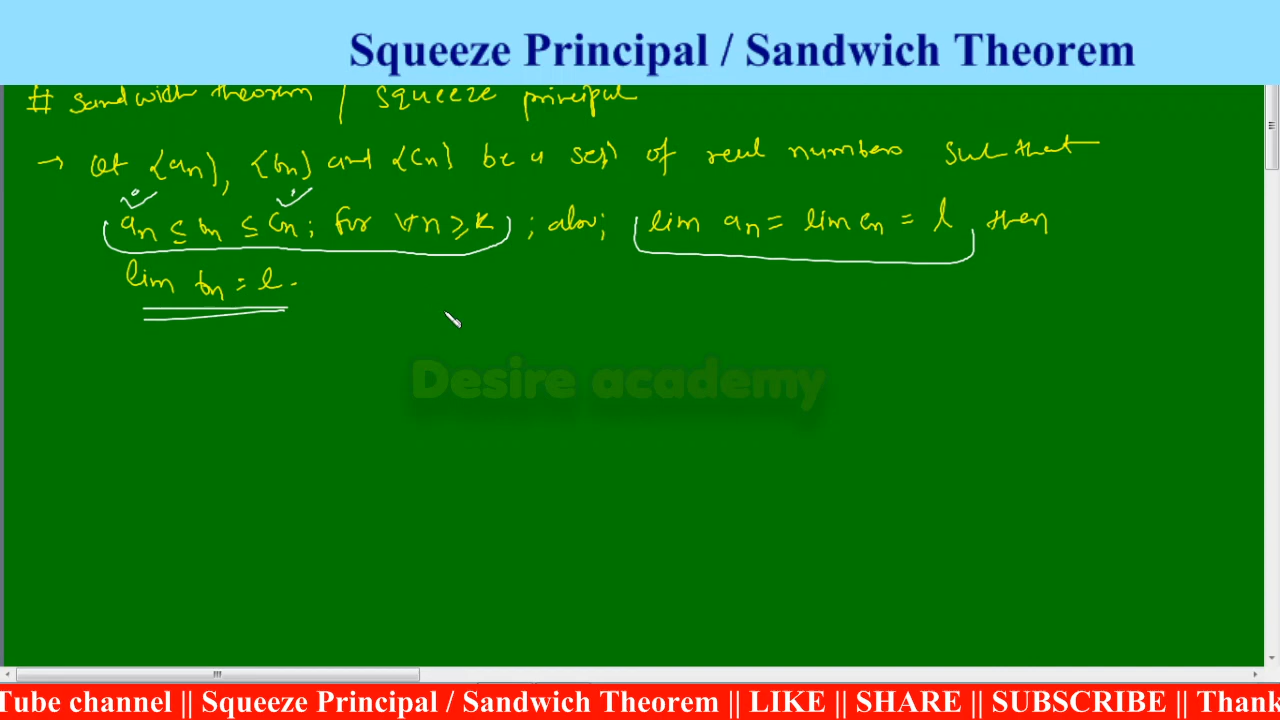 Squeeze Principal / Sandwich Theorem
# Sandwich theorem / squeeze principal
→ Let {an}, {bn} and {cn} be a seqn of real numbers such that
an ≤ bn ≤ cn; for ∀n ≥ k ; also; lim an = lim cn = l then
lim bn = l.
Desire academy
Tube channel || Squeeze Principal / Sandwich Theorem || LIKE || SHARE || SUBSCRIBE || Thank